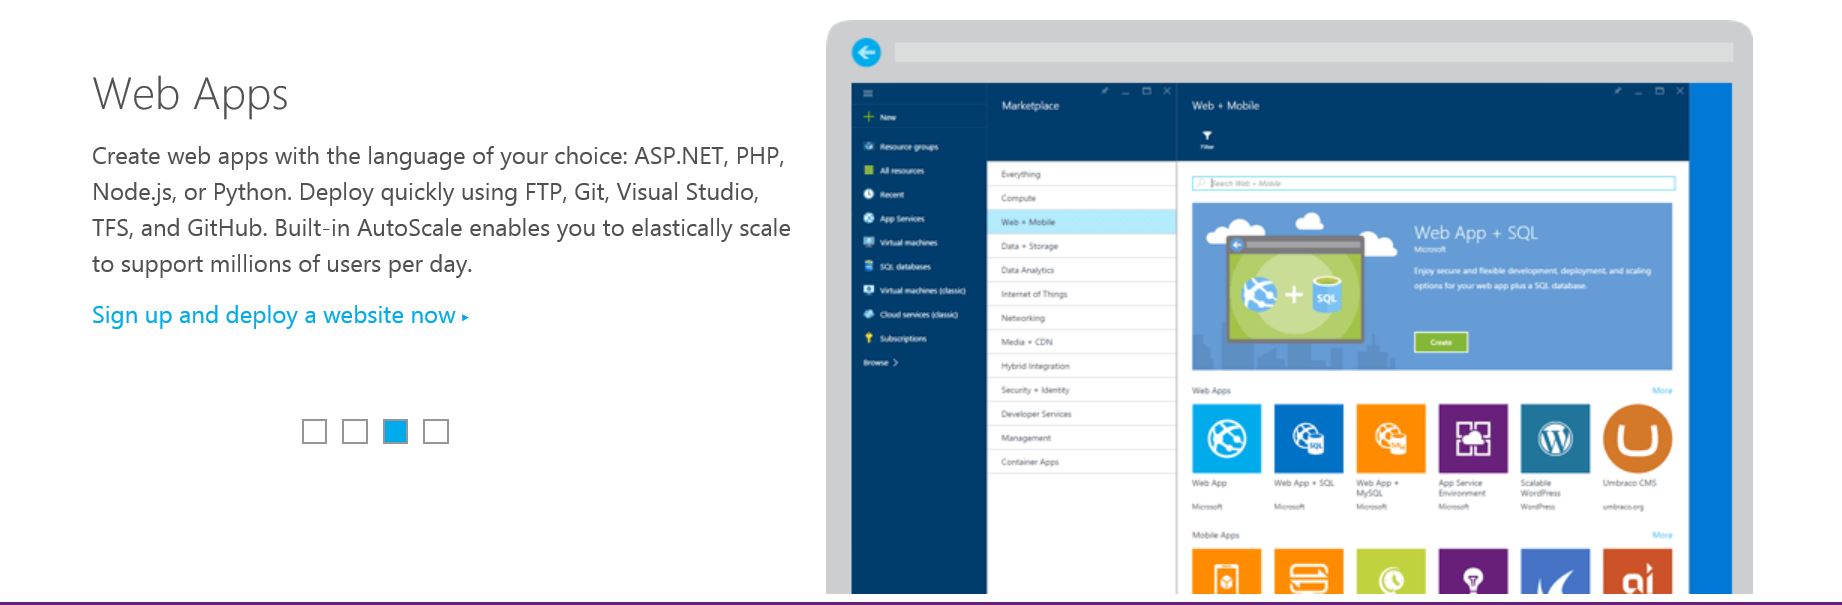 Web Apps
Create web apps with the language of your choice: ASP.NET, PHP,
Node.js, or Python. Deploy quickly using FTP, Git, Visual Studio,
TFS, and GitHub. Built-in AutoScale enables you to elastically scale
to support millions of users per day.
Sign up and deploy a website now
New
Resource groups
All resources
Recent
App Services
Virtual machines
SQL databases
Virtual machines (classic)
Cloud services (classic)
Subscriptions
Browse
Marketplace
Everything
Compute
Web + Mobile
Data + Storage
Data Analytics
Internet of Things
Networking
Media + CDN
Hybrid Integration
Security + Identity
Developer Services
Management
Container Apps
Web + Mobile
Filter
Search Web + Mobile
Web App + SQL
Microsoft
Enjoy secure and flexible development, deployment, and scaling
options for your web app plus a SQL database.
SQL
Create
Web Apps
More
SQL
My
Web App
Web App + SQL
Web App +
MySQL
App Service
Environment
Scalable
WordPress
Umbraco CMS
Microsoft
Microsoft
Microsoft
Microsoft
WordPress
umbraco.org
Mobile Apps
More
ai